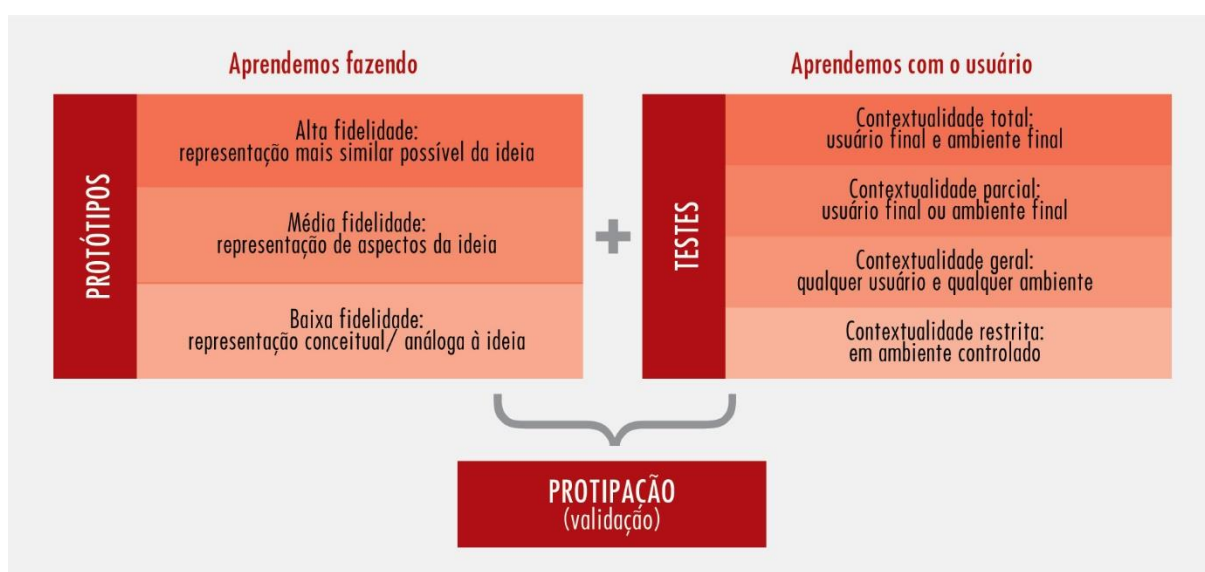 Aprendemos fazendo
PROTÓTIPOS
Alta fidelidade:
representação mais similar possível da ideia
Média fidelidade:
representação de aspectos da ideia
Baixa fidelidade:
representação conceitual/ análoga à ideia
+
Aprendemos com o usuário
TESTES
Contextualidade total:
usuário final e ambiente final
Contextualidade parcial:
usuário final ou ambiente final
Contextualidade geral:
qualquer usuário e qualquer ambiente
Contextualidade restrita:
em ambiente controlado
PROTIPAÇÃO
(validação)